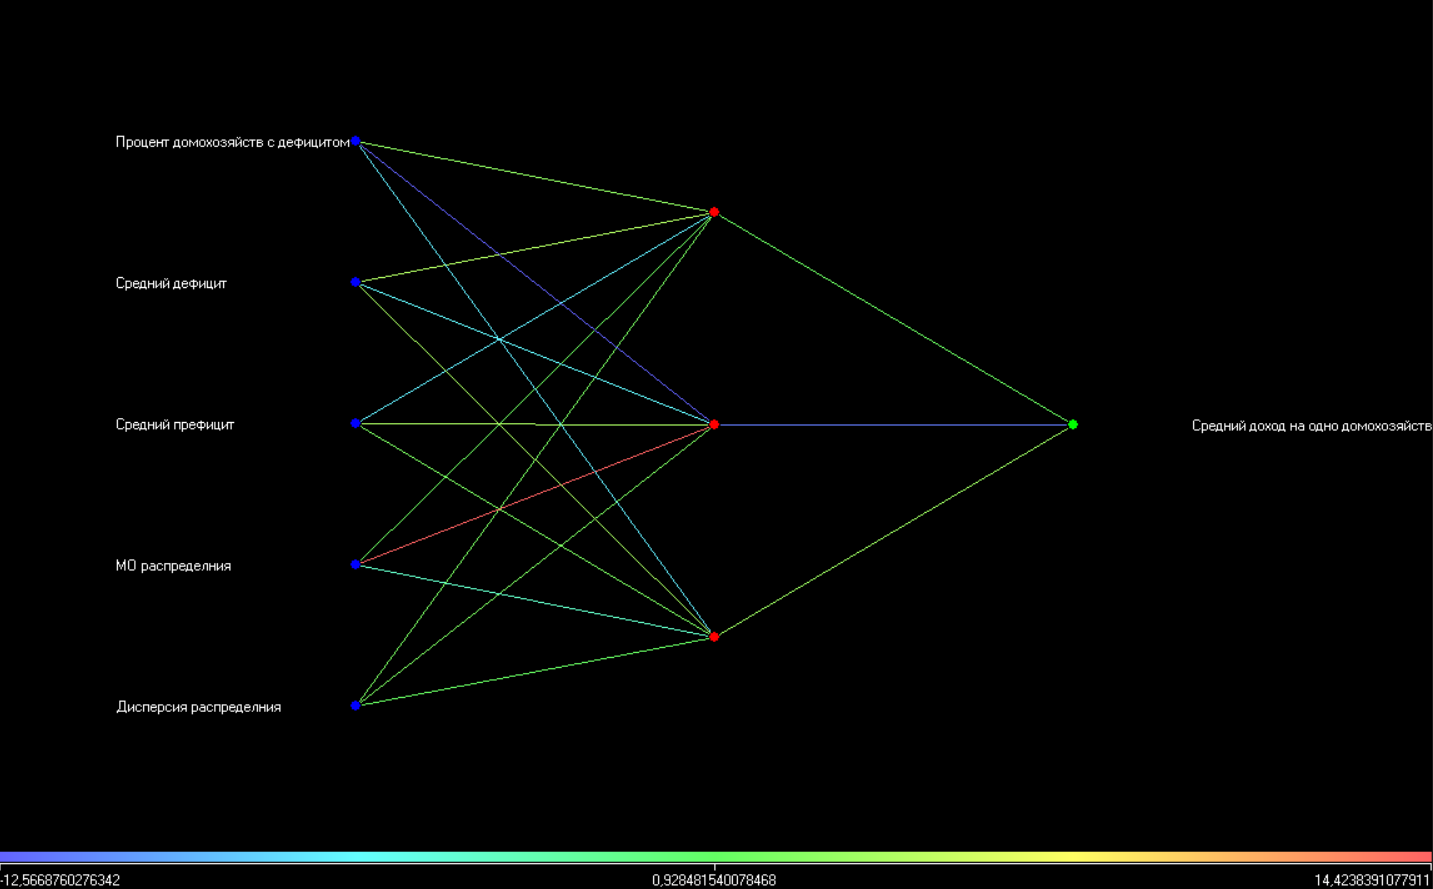 Процент домохозяйств с дефицитом
Средний дефицит
Средний префицит
Средний доход на одно домохозяйств
МО распределния
Дисперсия распределния
-12,5668760276342
0,928481540078468
14,4238391077911